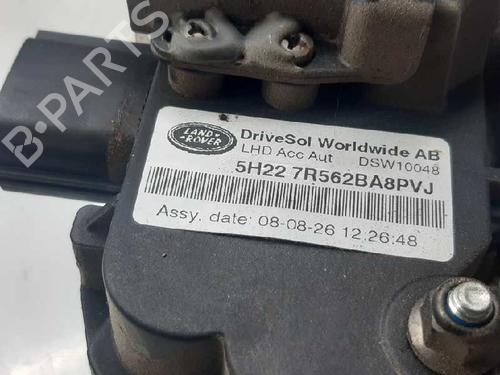 LAND
ROVER
DriveSol Worldwide AB
LHD Acc Aut DSW10048
5H22 7R562BA8PVJ
Assy. date: 08-08-26 12.26:48
B-PARTS